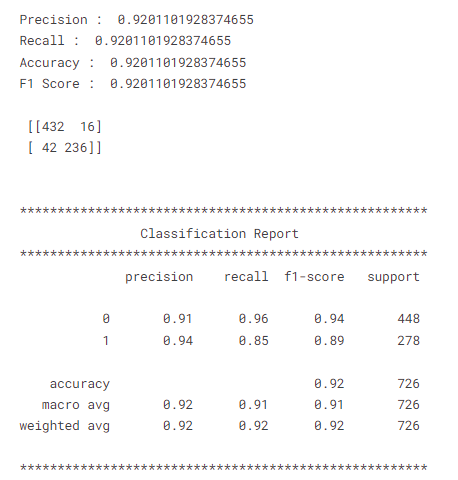 Precision :  0.9201101928374655
Recall :  0.9201101928374655
Accuracy :  0.9201101928374655
F1 Score :  0.9201101928374655
[[432  16]
[ 42 236]]
******************************************************
Classification Report
******************************************************
precision    recall  f1-score   support
0       0.91      0.96      0.94       448
1       0.94      0.85      0.89       278
accuracy                           0.92       726
macro avg       0.92      0.91      0.91       726
weighted avg       0.92      0.92      0.92       726
******************************************************